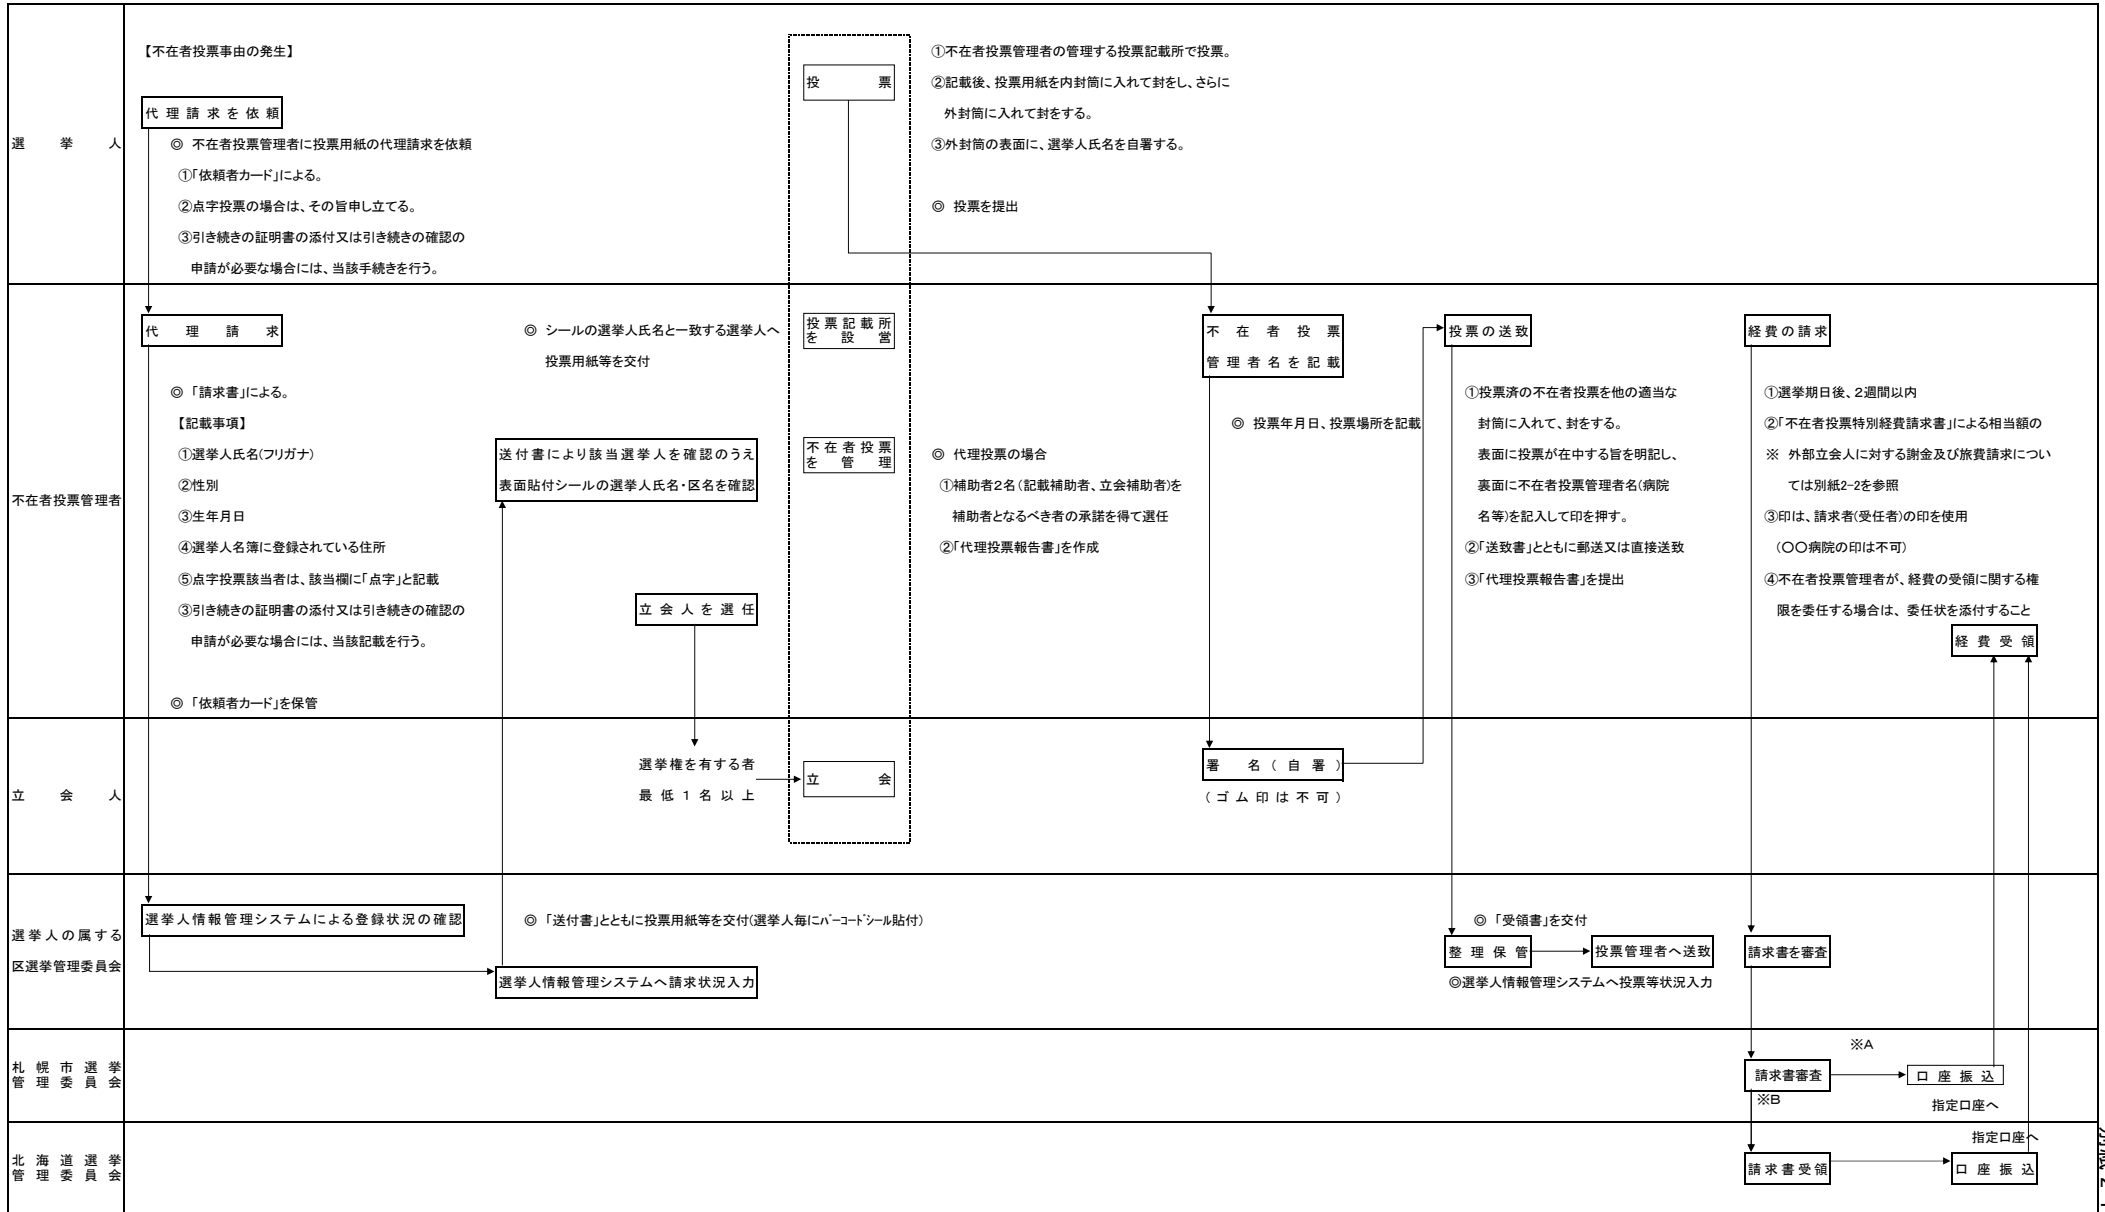 選挙人
【不在者投票事由の発生】
代理請求を依頼
◎ 不在者投票管理者に投票用紙の代理請求を依頼
①「依頼者カード」による。
②点字投票の場合は、その旨申し立てる。
③引き続きの証明書の添付又は引き続きの確認の
申請が必要な場合には、当該手続きを行う。
投票
①不在者投票管理者の管理する投票記載所で投票。
②記載後、投票用紙を内封筒に入れて封をし、さらに
外封筒に入れて封をする。
③外封筒の表面に、選挙人氏名を自署する。
◎ 投票を提出
不在者投票管理者
代理請求
◎ 「請求書」による。
【記載事項】
①選挙人氏名(フリガナ)
②性別
③生年月日
④選挙人名簿に登録されている住所
⑤点字投票該当者は、該当欄に「点字」と記載
③引き続きの証明書の添付又は引き続きの確認の
申請が必要な場合には、当該記載を行う。
◎ 「依頼者カード」を保管
◎ シールの選挙人氏名と一致する選挙人へ
投票用紙等を交付
送付書により該当選挙人を確認のうえ
表面貼付シールの選挙人氏名・区名を確認
立会人を選任
投票記載所
を設営
不在者投票
を管理
◎ 代理投票の場合
①補助者2名(記載補助者、立会補助者)を
補助者となるべき者の承諾を得て選任
②「代理投票報告書」を作成
不在者投票
管理者名を記載
◎ 投票年月日、投票場所を記載
投票の送致
①投票済の不在者投票を他の適当な
封筒に入れて、封をする。
表面に投票が在中する旨を明記し、
裏面に不在者投票管理者名(病院
名等)を記入して印を押す。
②「送致書」とともに郵送又は直接送致
③「代理投票報告書」を提出
経費の請求
①選挙期日後、2週間以内
②「不在者投票特別経費請求書」による相当額の
※ 外部立会人に対する謝金及び旅費請求につい
ては別紙2-2を参照
③印は、請求者(受任者)の印を使用
(○○病院の印は不可)
④不在者投票管理者が、経費の受領に関する権
限を委任する場合は、委任状を添付すること
経費受領
立会人
選挙権を有する者
最低1名以上
立会
署名(自署)
(ゴム印は不可)
選挙人の属する
区選挙管理委員会
選挙人情報管理システムによる登録状況の確認
◎ 「送付書」とともに投票用紙等を交付(選挙人毎にバーコードシール貼付)
選挙人情報管理システムへ請求状況入力
◎ 「受領書」を交付
整理保管
投票管理者へ送致
◎選挙人情報管理システムへ投票等状況入力
請求書を審査
札幌市選挙
管理委員会
※A
請求書審査
口座振込
※B
指定口座へ
北海道選挙
管理委員会
指定口座へ
請求書受領
口座振込